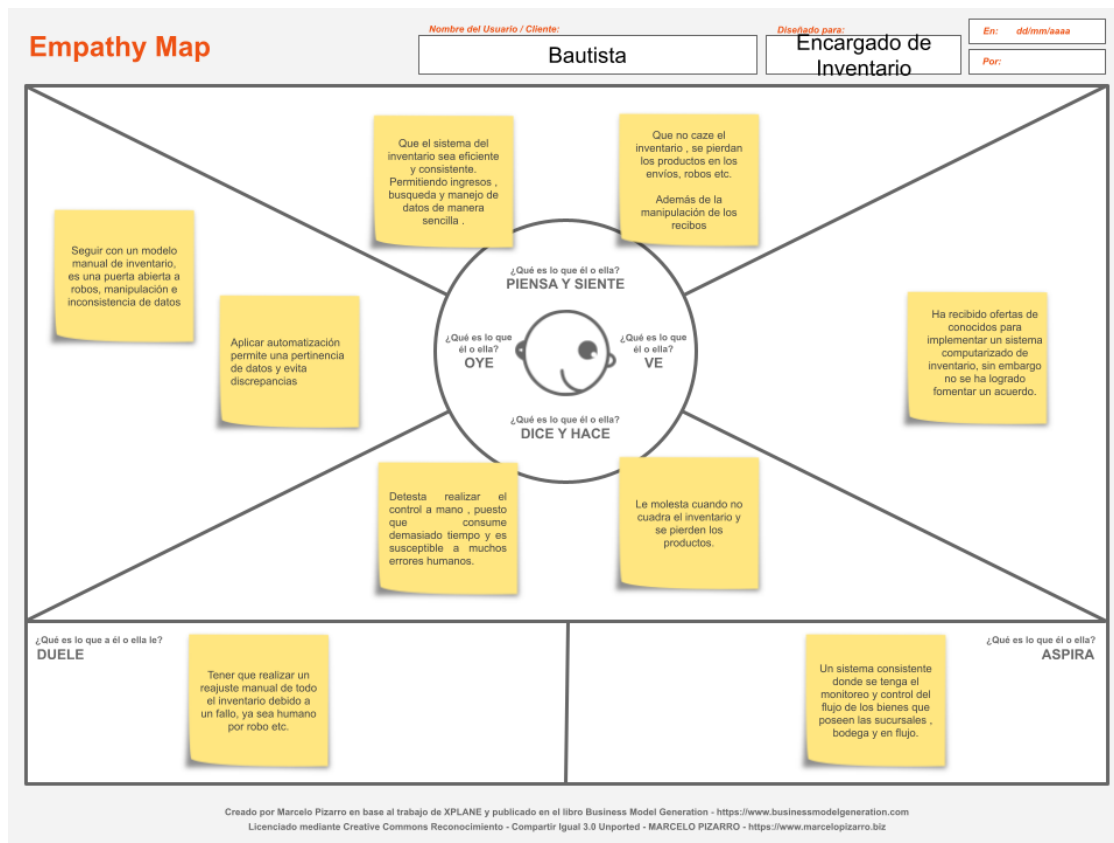 Empathy Map
Nombre del Usuario / Cliente:
Bautista
Diseñado para:
Encargado de
Inventario
En: dd/mm/aaaa
Por:
Que el sistema del
inventario sea eficiente
y consistente.
Permitiendo ingresos ,
busqueda y manejo de
datos de manera
sencilla .
Que no caze el
inventario , se pierdan
los productos en los
envíos, robos etc.
Además de la
manipulación de los
recibos
Seguir con un modelo
manual de inventario,
es una puerta abierta a
robos, manipulación e
inconsistencia de datos
Aplicar automatización
permite una pertinencia
de datos y evita
discrepancias
¿Qué es lo que él o ella?
PIENSA Y SIENTE
¿Qué es lo que
él o ella?
OYE
¿Qué es lo que
él o ella?
VE
¿Qué es lo que él o ella?
DICE Y HACE
Ha recibido ofertas de
conocidos para
implementar un sistema
computarizado de
inventario, sin embargo
no se ha logrado
fomentar un acuerdo.
Detesta realizar el
control a mano , puesto
que consume
demasiado tiempo y es
susceptible a muchos
errores humanos.
Le molesta cuando no
cuadra el inventario y
se pierden los
productos.
¿Qué es lo que a él o ella le?
DUELE
Tener que realizar un
reajuste manual de todo
el inventario debido a
un fallo, ya sea humano
por robo etc.
¿Qué es lo que él o ella?
ASPIRA
Un sistema consistente
donde se tenga el
monitoreo y control del
flujo de los bienes que
poseen las sucursales ,
bodega y en flujo.
Creado por Marcelo Pizarro en base al trabajo de XPLANE y publicado en el libro Business Model Generation - https://www.businessmodelgeneration.com
Licenciado mediante Creative Commons Reconocimiento - Compartir Igual 3.0 Unported - MARCELO PIZARRO - https://www.marcelopizarro.biz